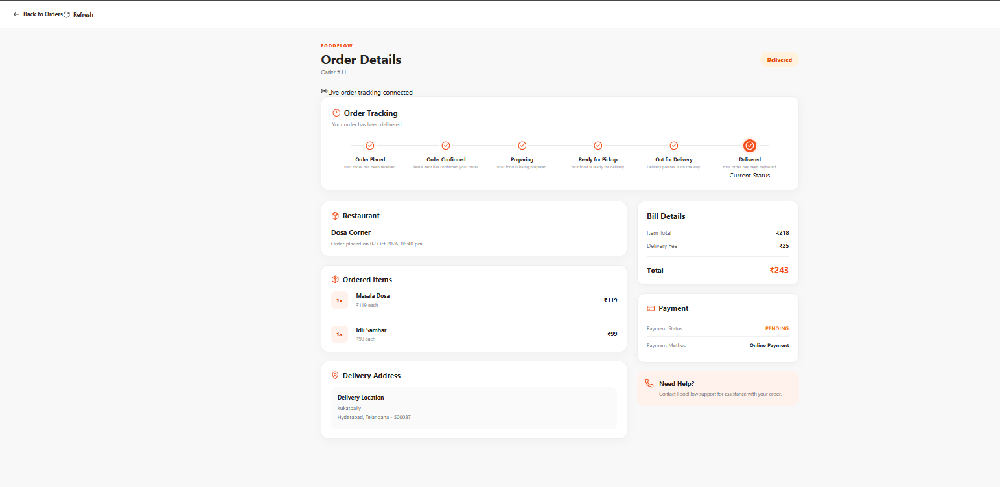 Back to Orders Refresh
FOODFLOW
Order Details
Delivered
Order #11
Live order tracking connected
Order Tracking
Your order has been delivered.
Order Placed
Your order has been received.
Order Confirmed
Restaurant has confirmed your order.
Preparing
Your food is being prepared.
Ready for Pickup
Your food is ready for delivery.
Out for Delivery
Delivery partner is on the way.
Delivered
Your order has been delivered.
Current Status
Restaurant
Dosa Corner
Order placed on 02 Oct 2026, 06:40 pm
Ordered Items
1x Masala Dosa ₹119
₹119 each
1x Idli Sambar ₹99
₹99 each
Delivery Address
Delivery Location
kukatpally
Hyderabad, Telangana - 500037
Bill Details
Item Total ₹218
Delivery Fee ₹25
Total ₹243
Payment
Payment Status PENDING
Payment Method Online Payment
Need Help?
Contact FoodFlow support for assistance with your order.